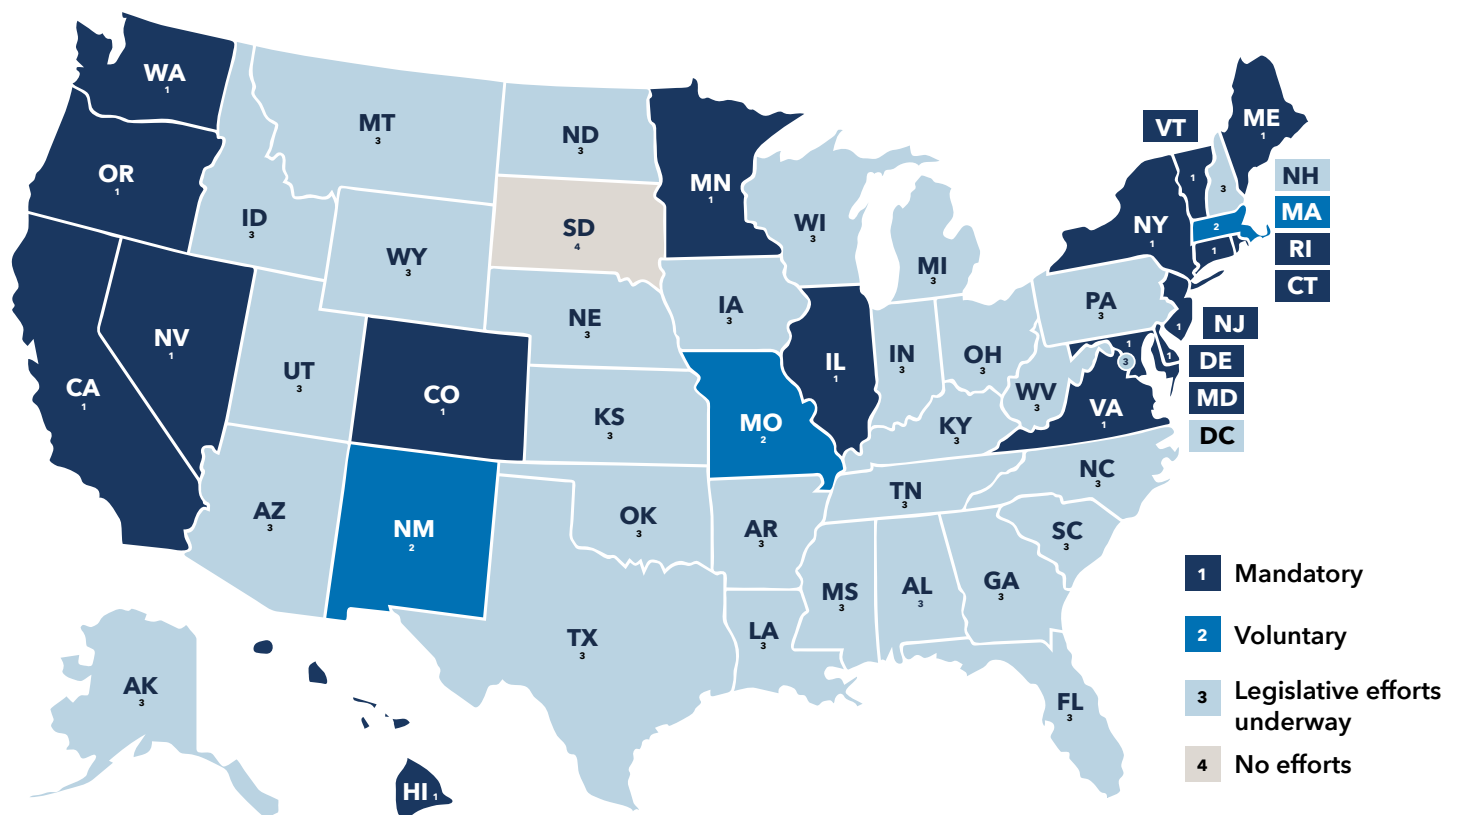 WA
1
OR
1
CA
1
NV
1
ID
3
MT
3
WY
3
UT
3
CO
1
AZ
3
NM
2
ND
3
SD
4
NE
3
KS
3
OK
3
TX
3
MN
1
IA
3
MO
2
AR
3
LA
3
WI
3
IL
1
MI
3
IN
3
OH
3
KY
3
TN
3
MS
3
AL
3
GA
3
FL
3
SC
3
NC
3
VA
1
WV
3
PA
3
NY
1
ME
1
VT
1
3
NH
2
MA
RI
1
CT
1
NJ
1
DE
1
MD
3
DC
AK
3
HI 1
1 Mandatory
2 Voluntary
3 Legislative efforts
underway
4 No efforts